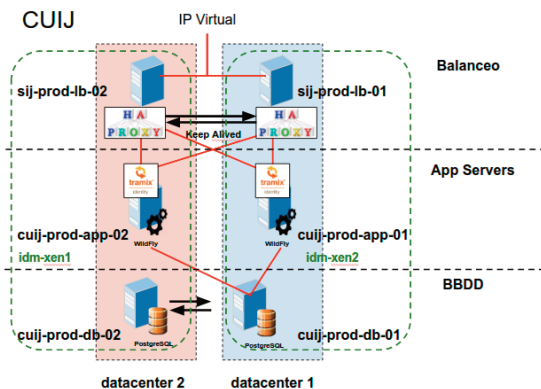 CUIJ
IP Virtual
Balanceo
sij-prod-lb-02
sij-prod-lb-01
HA
PROXY
HA
PROXY
Keep Alived
App Servers
tramix
identity
tramix
identity
cuij-prod-app-02
WildFly
cuij-prod-app-01
WildFly
idm-xen1
idm-xen2
BBDD
cuij-prod-db-02
PostgreSQL
cuij-prod-db-01
PostgreSQL
datacenter 2
datacenter 1